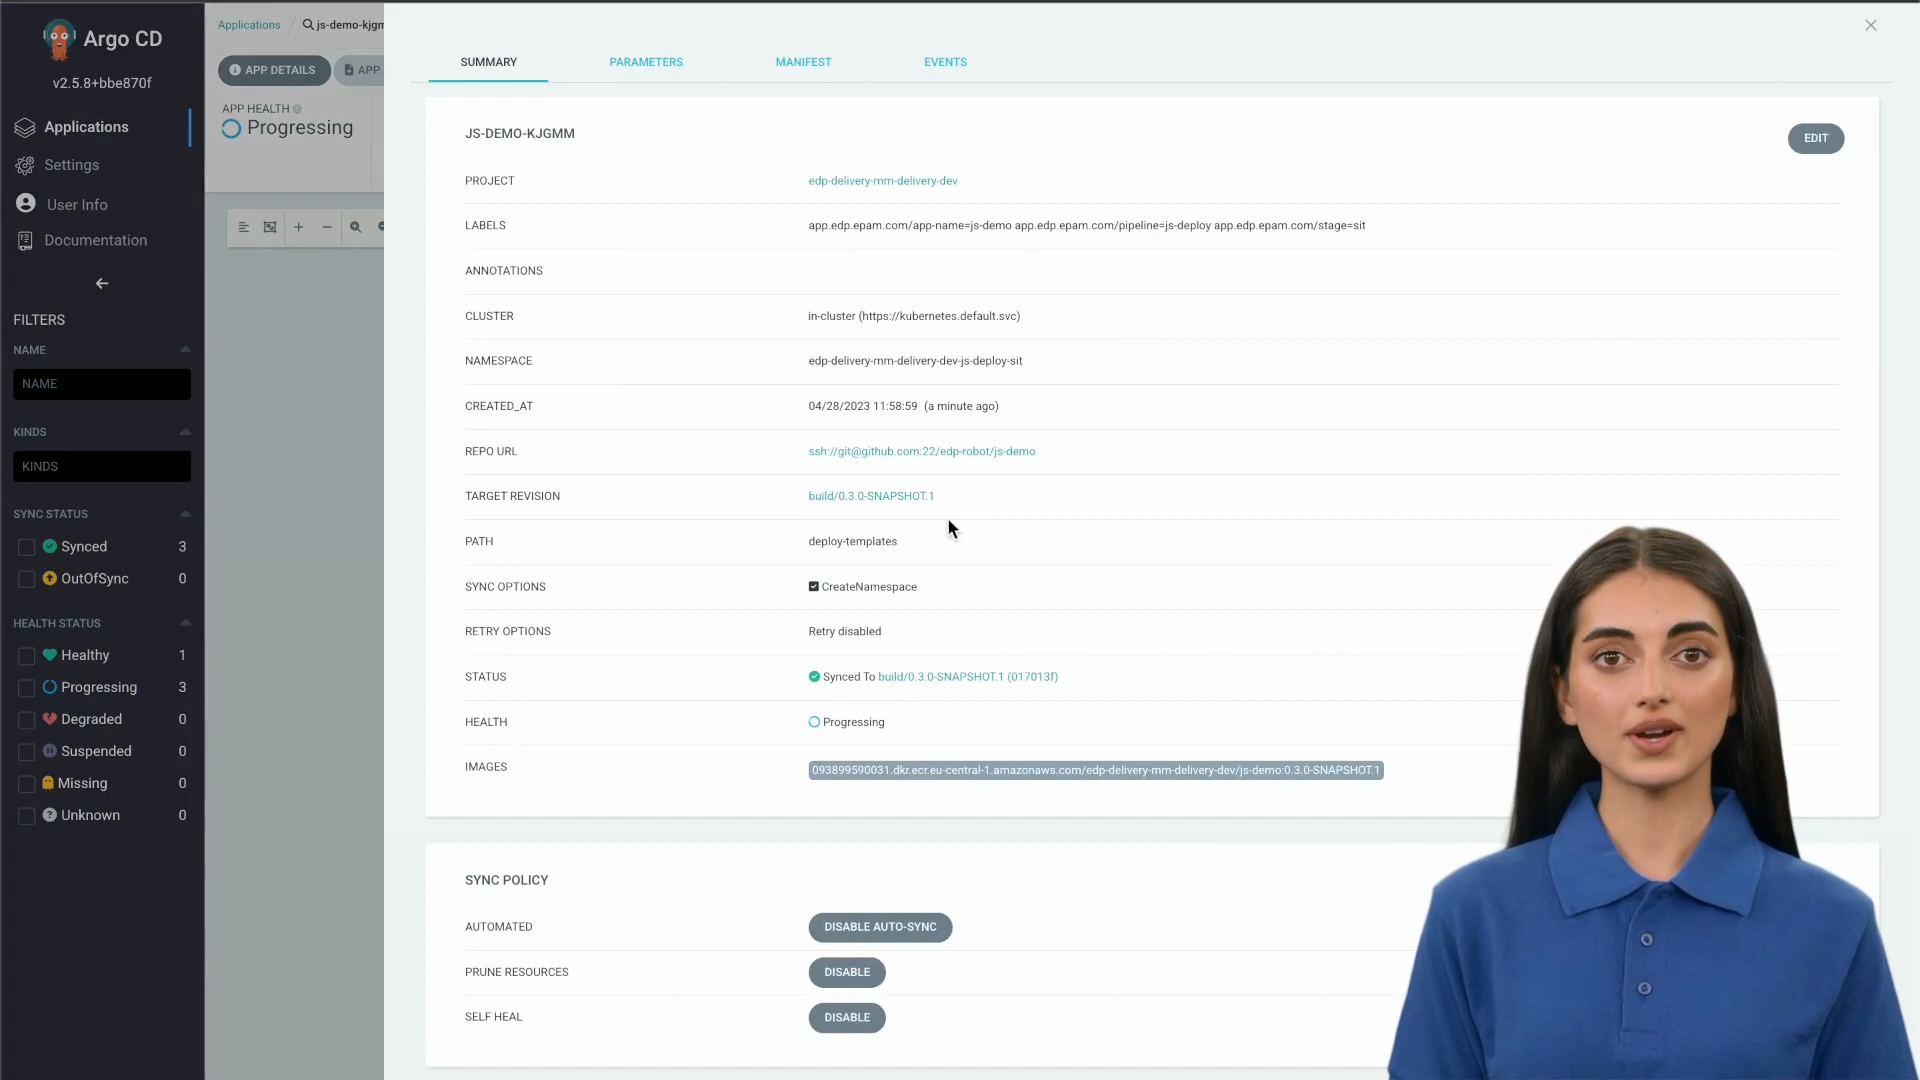 Argo CD
v2.5.8+bbe870f
Applications
Settings
User Info
Documentation
FILTERS
NAME
NAME
KINDS
KINDS
SYNC STATUS
Synced 3
OutOfSync 0
HEALTH STATUS
Healthy 1
Progressing 3
Degraded 0
Suspended 0
Missing 0
Unknown 0
Applications js-demo-kjgm
APP DETAILS APP
APP HEALTH
Progressing
SUMMARY PARAMETERS MANIFEST EVENTS
JS-DEMO-KJGMM
EDIT
PROJECT edp-delivery-mm-delivery-dev
LABELS app.edp.epam.com/app-name=js-demo app.edp.epam.com/pipeline=js-deploy app.edp.epam.com/stage=sit
ANNOTATIONS
CLUSTER in-cluster (https://kubernetes.default.svc)
NAMESPACE edp-delivery-mm-delivery-dev-js-deploy-sit
CREATED_AT 04/28/2023 11:58:59 (a minute ago)
REPO URL ssh://git@github.com:22/edp-robot/js-demo
TARGET REVISION build/0.3.0-SNAPSHOT.1
PATH deploy-templates
SYNC OPTIONS CreateNamespace
RETRY OPTIONS Retry disabled
STATUS Synced To build/0.3.0-SNAPSHOT.1 (017013f)
HEALTH Progressing
IMAGES 093899590031.dkr.ecr.eu-central-1.amazonaws.com/edp-delivery-mm-delivery-dev/js-demo:0.3.0-SNAPSHOT.1
SYNC POLICY
AUTOMATED DISABLE AUTO-SYNC
PRUNE RESOURCES DISABLE
SELF HEAL DISABLE